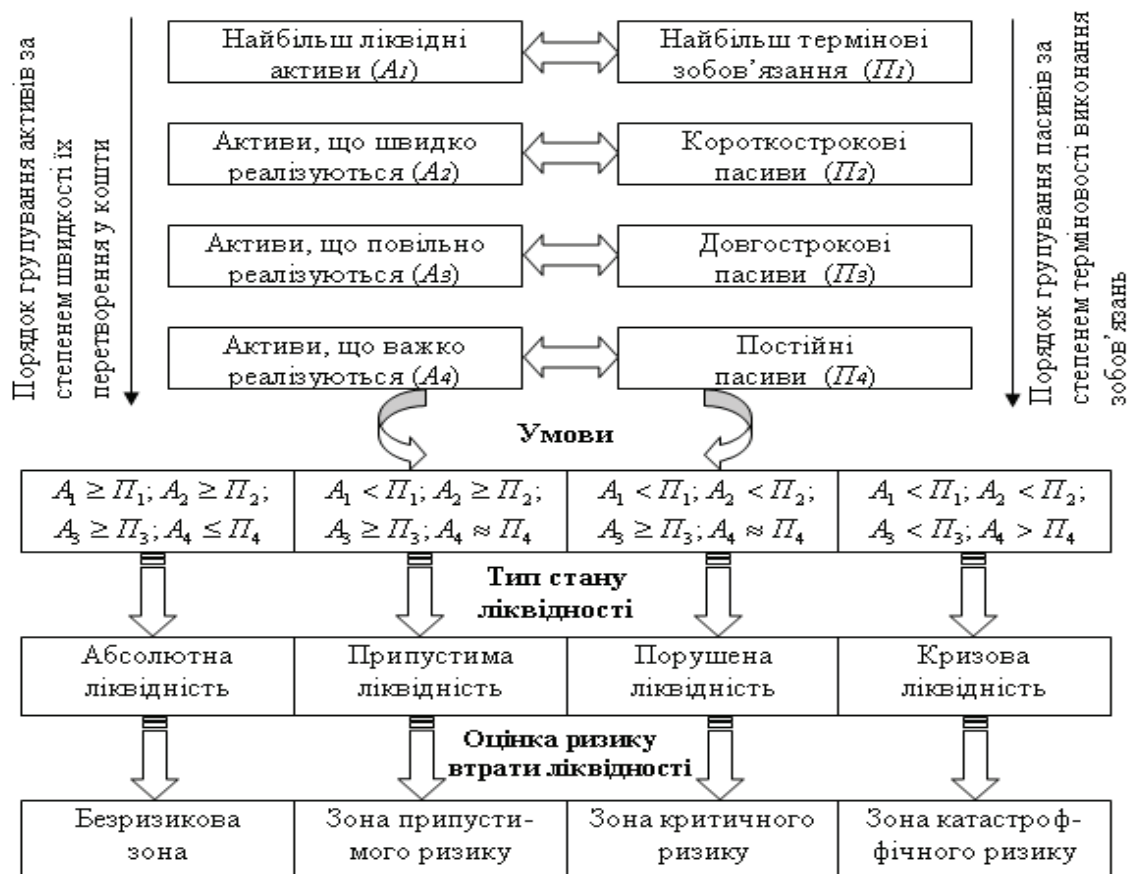 Порядок групування активів за
степенем швидкості їх
перетворення у кошти
Найбільш ліквідні
активи (А1)
Найбільш термінові
зобов’язання (П1)
Активи, що швидко
реалізуються (А2)
Короткострокові
пасиви (П2)
Активи, що повільно
реалізуються (А3)
Довгострокові
пасиви (П3)
Активи, що важко
реалізуються (А4)
Постійні
пасиви (П4)
Порядок групування пасивів за
степенем терміновості виконання
зобов’язань
Умови
A₁ ≥ П₁; A₂ ≥ П₂;
A₃ ≥ П₃; A₄ ≤ П₄
A₁ < П₁; A₂ ≥ П₂;
A₃ ≥ П₃; A₄ ≈ П₄
A₁ < П₁; A₂ < П₂;
A₃ ≥ П₃; A₄ ≈ П₄
A₁ < П₁; A₂ < П₂;
A₃ < П₃; A₄ > П₄
Тип стану
ліквідності
Абсолютна
ліквідність
Припустима
ліквідність
Порушена
ліквідність
Кризова
ліквідність
Оцінка ризику
втрати ліквідності
Безризикова
зона
Зона припусти-
мого ризику
Зона критичного
ризику
Зона катастроф-
фічного ризику